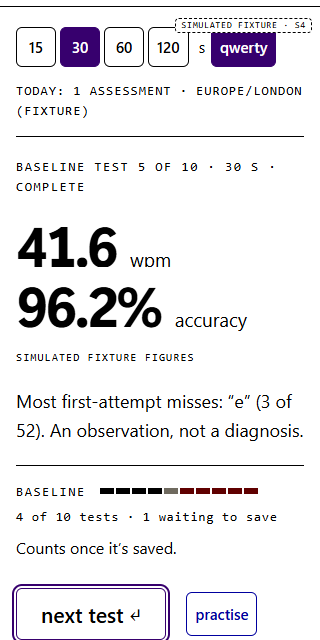 SIMULATED FIXTURE · S4
15 30 60 120 s qwerty
TODAY: 1 ASSESSMENT · EUROPE/LONDON
(FIXTURE)
BASELINE TEST 5 OF 10 · 30 S ·
COMPLETE
41.6 wpm
96.2% accuracy
SIMULATED FIXTURE FIGURES
Most first-attempt misses: “e” (3 of
52). An observation, not a diagnosis.
BASELINE
4 of 10 tests · 1 waiting to save
Counts once it’s saved.
next test ↵ practise